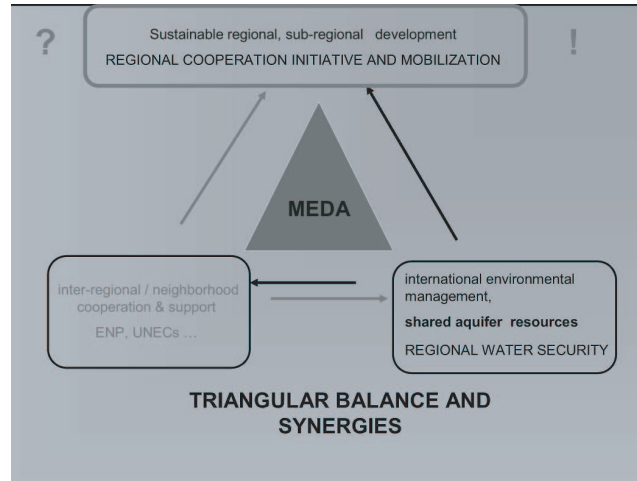 ?
Sustainable regional, sub-regional development
REGIONAL COOPERATION INITIATIVE AND MOBILIZATION
!
MEDA
inter-regional / neighborhood
cooperation & support
ENP, UNECs ...
international environmental
management,
shared aquifer resources
REGIONAL WATER SECURITY
TRIANGULAR BALANCE AND
SYNERGIES